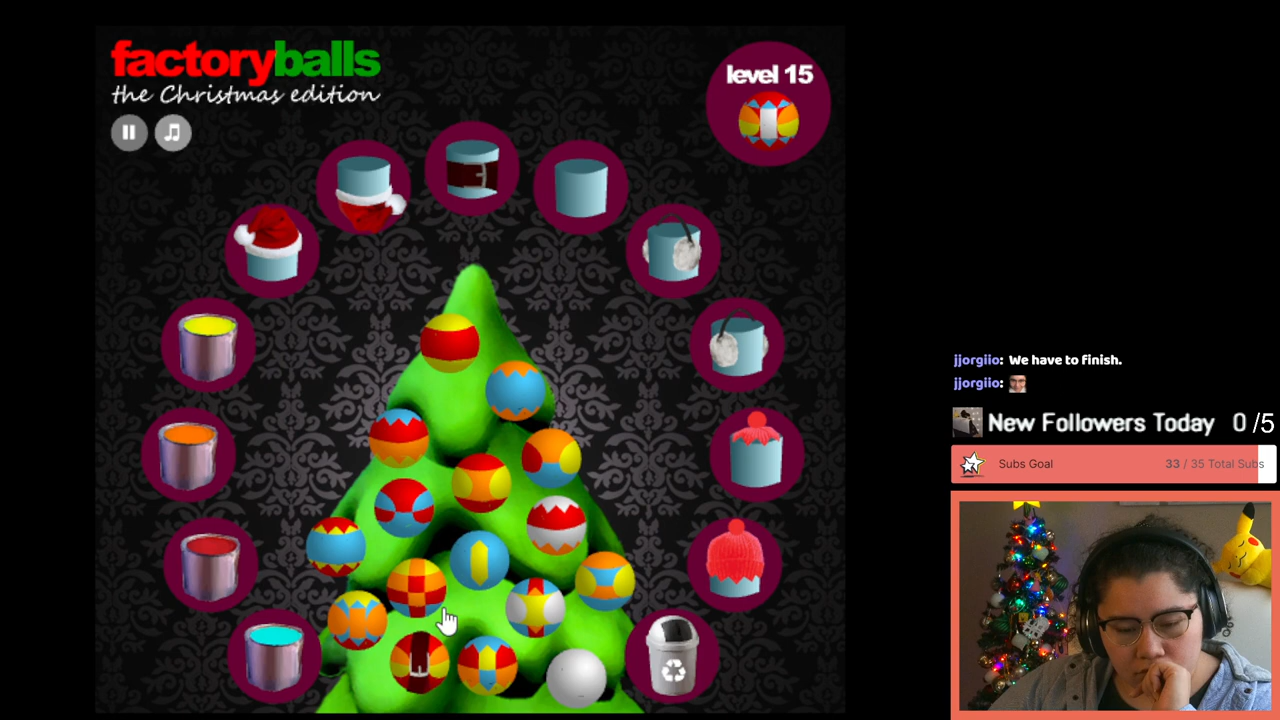 factoryballs
the Christmas edition
level 15
jjorgiio: We have to finish.
jjorgiio:
New Followers Today 0 /5
Subs Goal 33 / 35 Total Subs